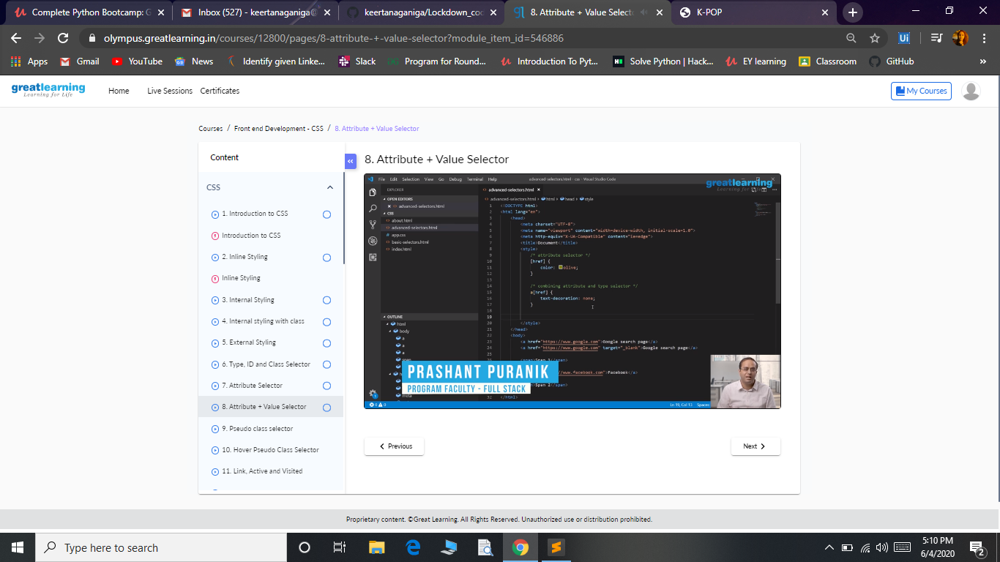 Complete Python Bootcamp: G
Inbox (527) - keertanaganiga@
keertanaganiga/Lockdown_co
8. Attribute + Value Select
K-POP
olympus.greatlearning.in/courses/12800/pages/8-attribute-+-value-selector?module_item_id=546886
Apps
Gmail
YouTube
News
Identify given Linke...
Slack
Program for Round...
Introduction To Pyt...
Solve Python | Hack...
EY learning
Classroom
GitHub
»
greatlearning
Learning for Life
Home
Live Sessions
Certificates
My Courses
Courses / Front end Development - CSS / 8. Attribute + Value Selector
Content
CSS
1. Introduction to CSS
Introduction to CSS
2. Inline Styling
Inline Styling
3. Internal Styling
4. Internal styling with class
5. External Styling
6. Type, ID and Class Selector
7. Attribute Selector
8. Attribute + Value Selector
9. Pseudo class selector
10. Hover Pseudo Class Selector
11. Link, Active and Visited
8. Attribute + Value Selector
File Edit Selection View Go Debug Terminal Help
advanced-selectors.html - css - Visual Studio Code
greatlearning
Learning for Life
EXPLORER
OPEN EDITORS
advanced-selectors.html
CSS
about.html
advanced-selectors.html
app.css
basic-selectors.html
index.html
OUTLINE
html
body
a
a
a
span
meta
advanced-selectors.html
advanced-selectors.html > html > head > style
1 <!DOCTYPE html>
2 <html lang="en">
3 <head>
4 <meta charset="UTF-8">
5 <meta name="viewport" content="width=device-width, initial-scale=1.0">
6 <meta http-equiv="X-UA-Compatible" content="ie=edge">
7 <title>Document</title>
8 <style>
9 /* attribute selector */
10 [href] {
11 color: olive;
12 }
13
14 /* combining attribute and type selector */
15 a[href] {
16 text-decoration: none;
17 }
18
19
20 </style>
21 </head>
22 <body>
23 <a href="https://www.google.com">Google search page</a>
24 <a href="https://www.google.com" target="_blank">Google search page</a>
25
<span>Span 1</span>
www.facebook.com">Facebook</a>
<span>Span 2</span>
32 </html>
PRASHANT PURANIK
PROGRAM FACULTY - FULL STACK
0 0
Ln 19, Col 13 Spaces:
Previous
Next
Proprietary content. ©Great Learning. All Rights Reserved. Unauthorized use or distribution prohibited.
Type here to search
5:10 PM
6/4/2020
2